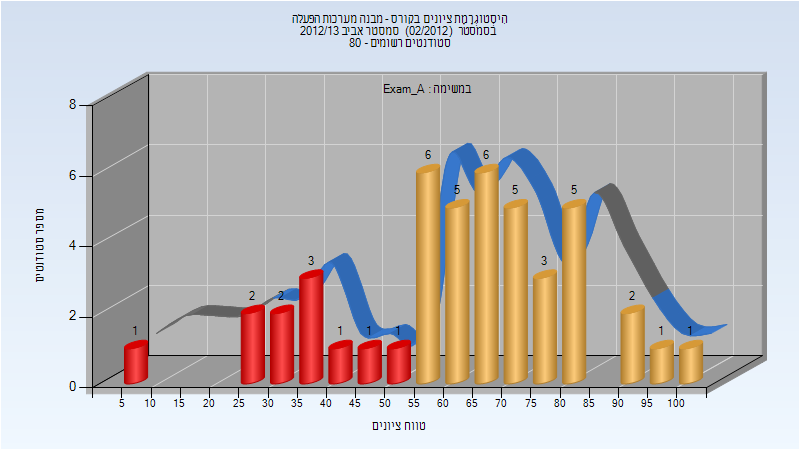 היסטוגרמת ציונים בקורס - מבנה מערכות הפעלה
בסמסטר (02/2012) סמסטר אביב 2012/13
סטודנטים רשומים - 80
במשימה : Exam_A
מספר סטודנטים
8
6
4
2
0
1 2 2 3 1 1 1 6 5 6 5 3 5 2 1 1
5 10 15 20 25 30 35 40 45 50 55 60 65 70 75 80 85 90 95 100
טווח ציונים